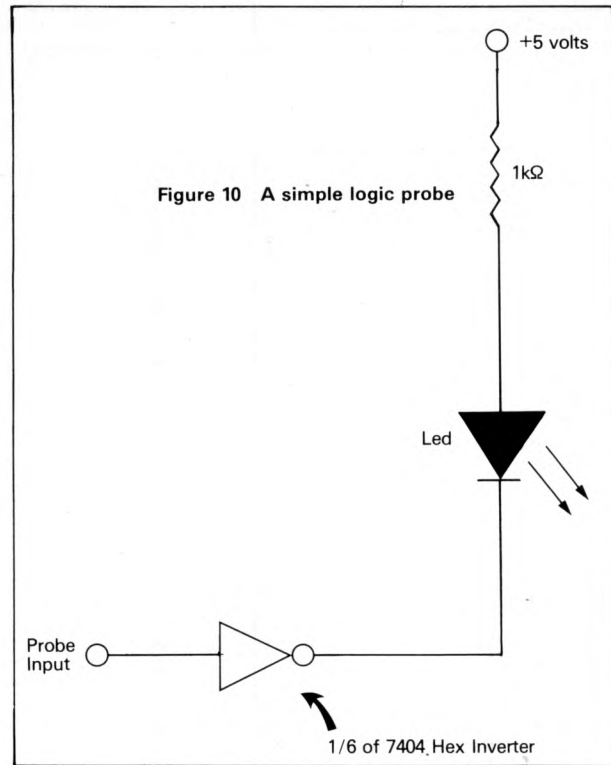 +5 volts
1kΩ
Figure 10 A simple logic probe
Led
Probe
Input
1/6 of 7404 Hex Inverter